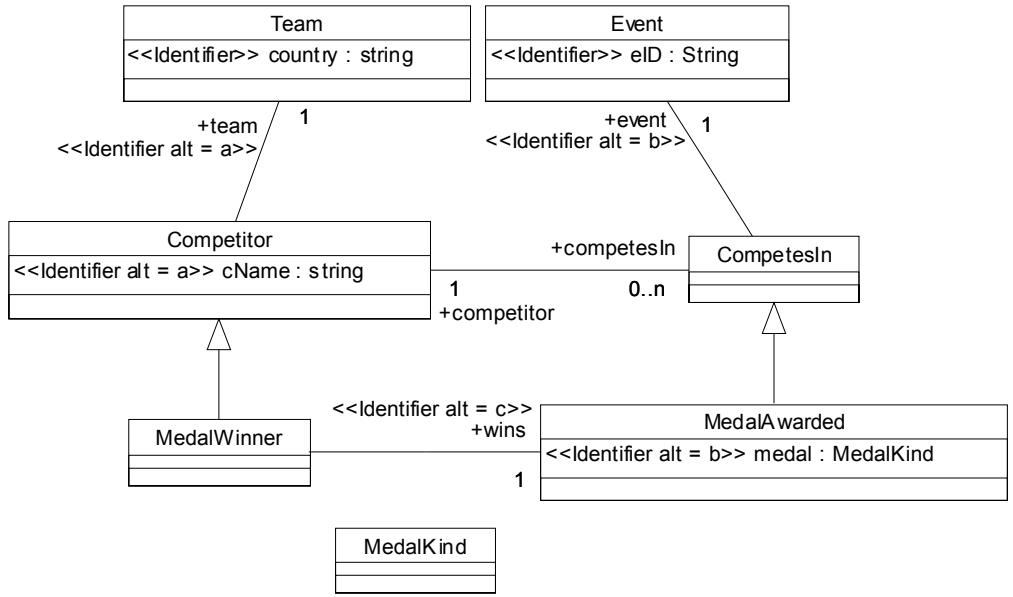 Team
<<Identifier>> country : string
Event
<<Identifier>> eID : String
1
+team
<<Identifier alt = a>>
+event
1
<<Identifier alt = b>>
Competitor
<<Identifier alt = a>> cName : string
+competesIn
CompetesIn
1
0..n
+competitor
<<Identifier alt = c>>
+wins
MedalWinner
1
MedalAwarded
<<Identifier alt = b>> medal : MedalKind
MedalKind